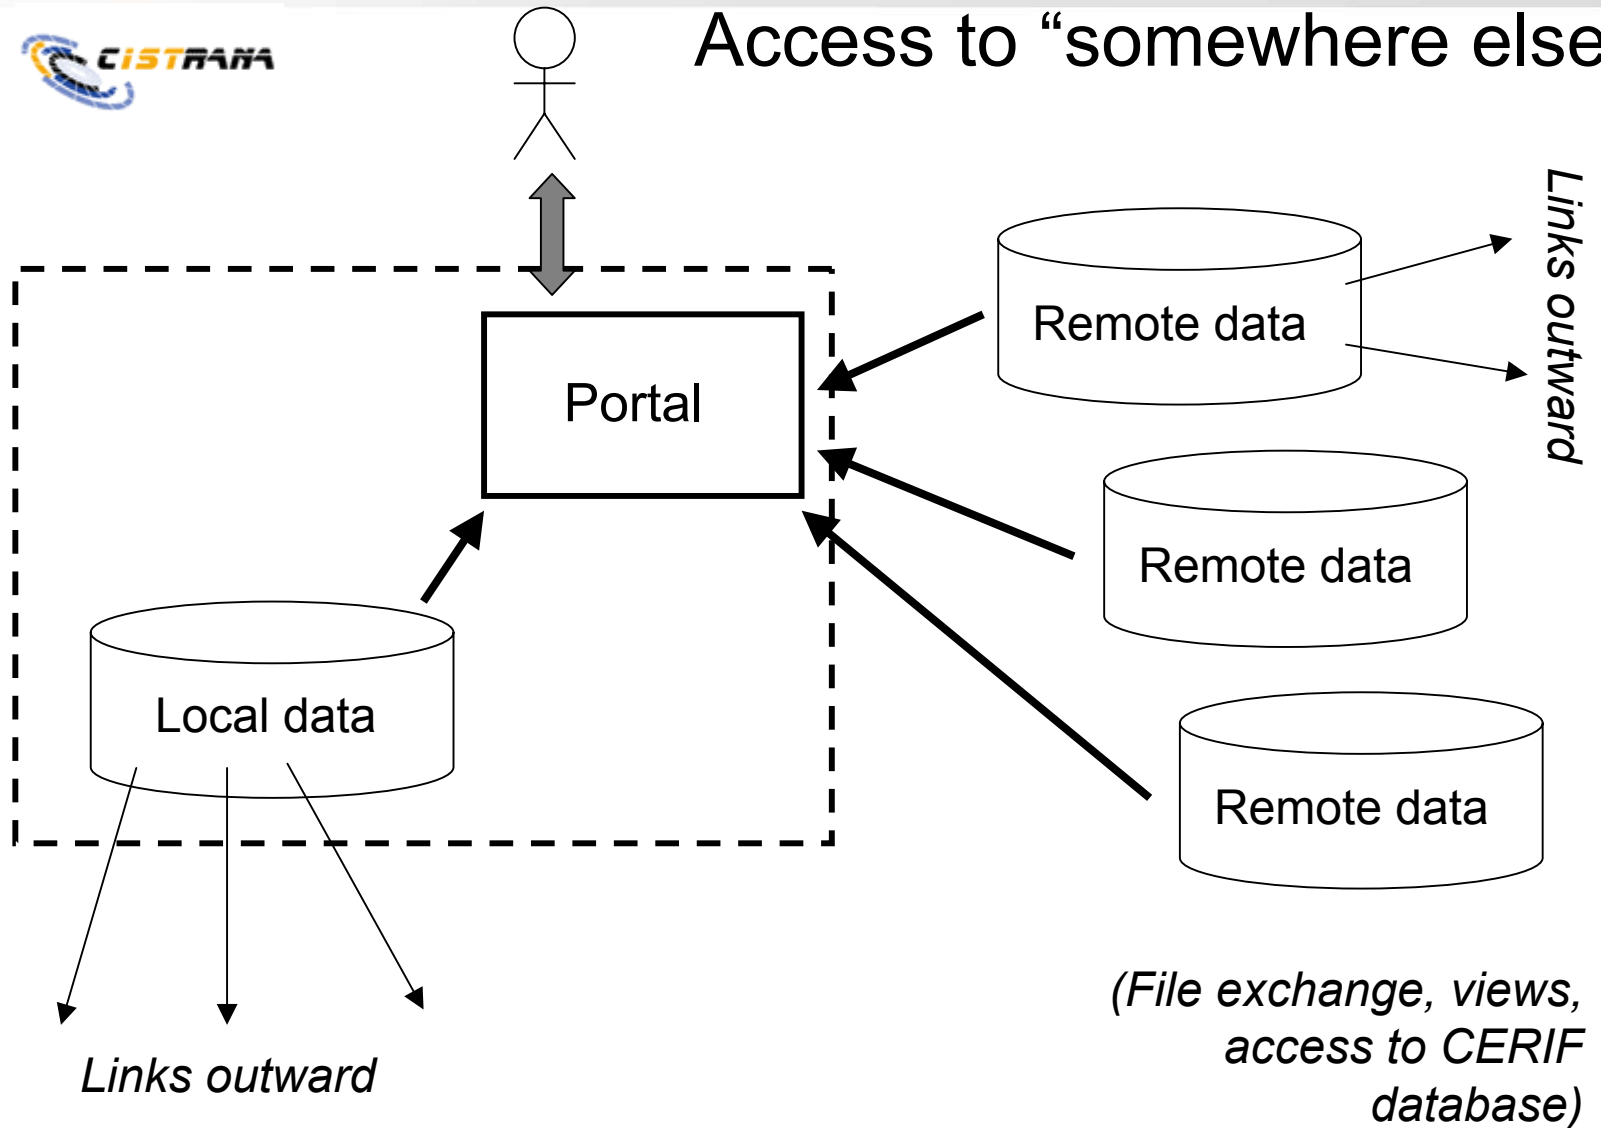 CISTRANA
Access to “somewhere else
Links outward
Remote data
Portal
Remote data
Local data
Remote data
(File exchange, views,
access to CERIF
database)
Links outward